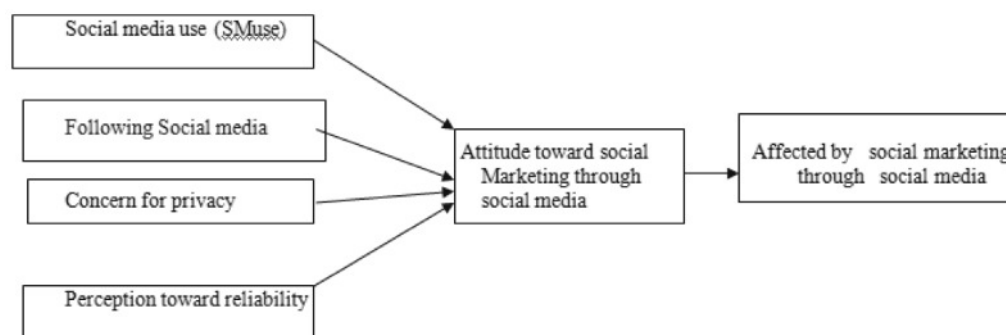 Social media use (SMuse)
Following Social media
Concern for privacy
Perception toward reliability
Attitude toward social
Marketing through
social media
Affected by social marketing
through social media